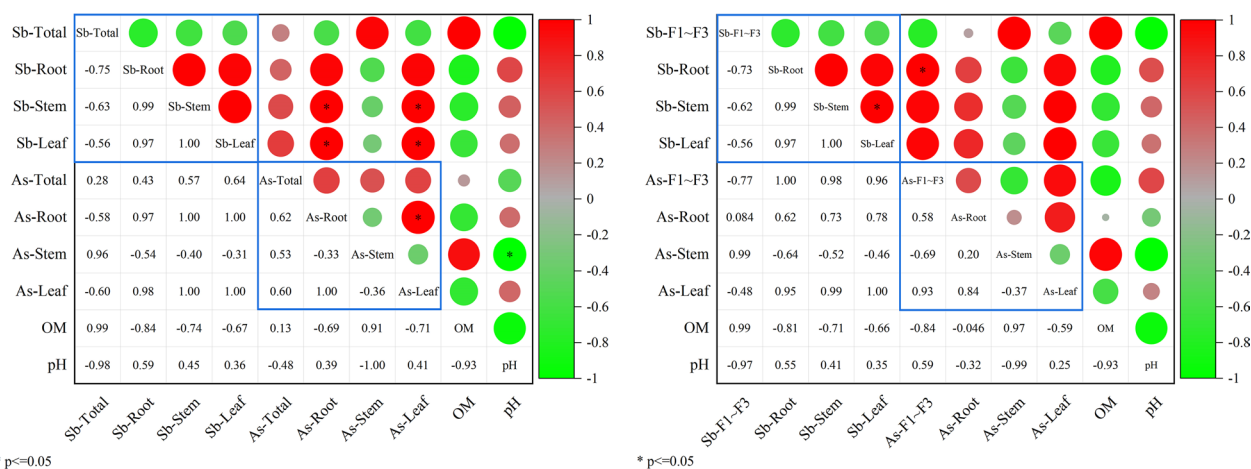 Sb-Total Sb-Total 1
Sb-Root -0.75 Sb-Root 0.8
Sb-Stem -0.63 0.99 Sb-Stem * * 0.6
Sb-Leaf -0.56 0.97 1.00 Sb-Leaf * * 0.4
As-Total 0.28 0.43 0.57 0.64 As-Total 0.2
As-Root -0.58 0.97 1.00 1.00 0.62 As-Root * 0
As-Stem 0.96 -0.54 -0.40 -0.31 0.53 -0.33 As-Stem * -0.2
As-Leaf -0.60 0.98 1.00 1.00 0.60 1.00 -0.36 As-Leaf -0.4
-0.6
OM 0.99 -0.84 -0.74 -0.67 0.13 -0.69 0.91 -0.71 OM
pH -0.98 0.59 0.45 0.36 -0.48 0.39 -1.00 0.41 -0.93 pH -0.8
-1
Sb-Total Sb-Root Sb-Stem Sb-Leaf As-Total As-Root As-Stem As-Leaf OM pH
p<=0.05
Sb-F1~F3 Sb-F1~F3 1
Sb-Root -0.73 Sb-Root * 0.8
Sb-Stem -0.62 0.99 Sb-Stem * 0.6
Sb-Leaf -0.56 0.97 1.00 Sb-Leaf 0.4
As-F1~F3 -0.77 1.00 0.98 0.96 As-F1~F3 0.2
As-Root 0.084 0.62 0.73 0.78 0.58 As-Root 0
As-Stem 0.99 -0.64 -0.52 -0.46 -0.69 0.20 As-Stem -0.2
As-Leaf -0.48 0.95 0.99 1.00 0.93 0.84 -0.37 As-Leaf -0.4
-0.6
OM 0.99 -0.81 -0.71 -0.66 -0.84 -0.046 0.97 -0.59 OM
pH -0.97 0.55 0.41 0.35 0.59 -0.32 -0.99 0.25 -0.93 pH -0.8
-1
Sb-F1~F3 Sb-Root Sb-Stem Sb-Leaf As-F1~F3 As-Root As-Stem As-Leaf OM pH
* p<=0.05